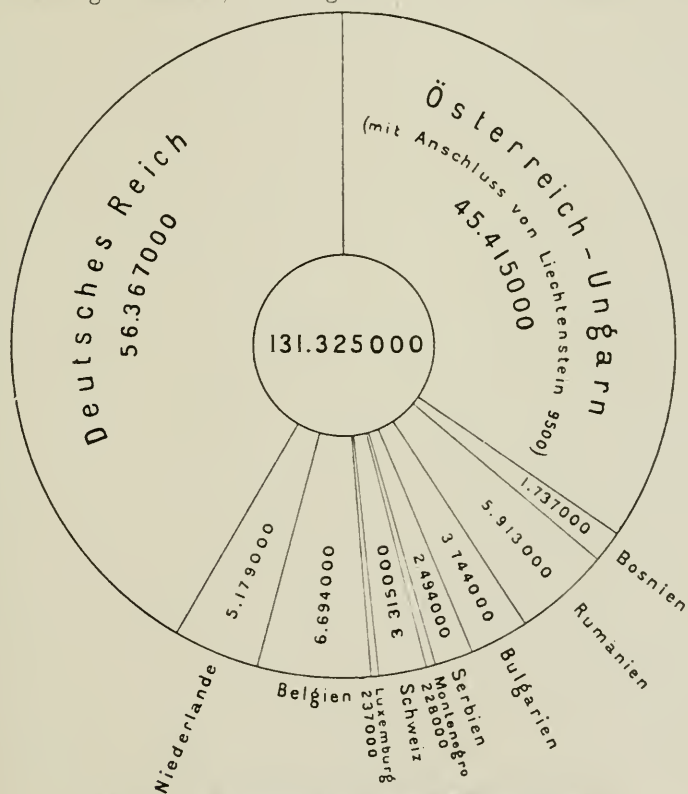 Deutsches Reich
56.367000
Österreich-Ungarn
(mit Anschluss von Liechtenstein 9500)
45.415000
131.325000
1.737000
Bosnien
5.913000
Rumänien
3 744000
Bulgarien
2 494000
Serbien
Montenegro
228000
3 315000
Schweiz
Luxemburg
237000
6.694000
Belgien
5.179000
Niederlande